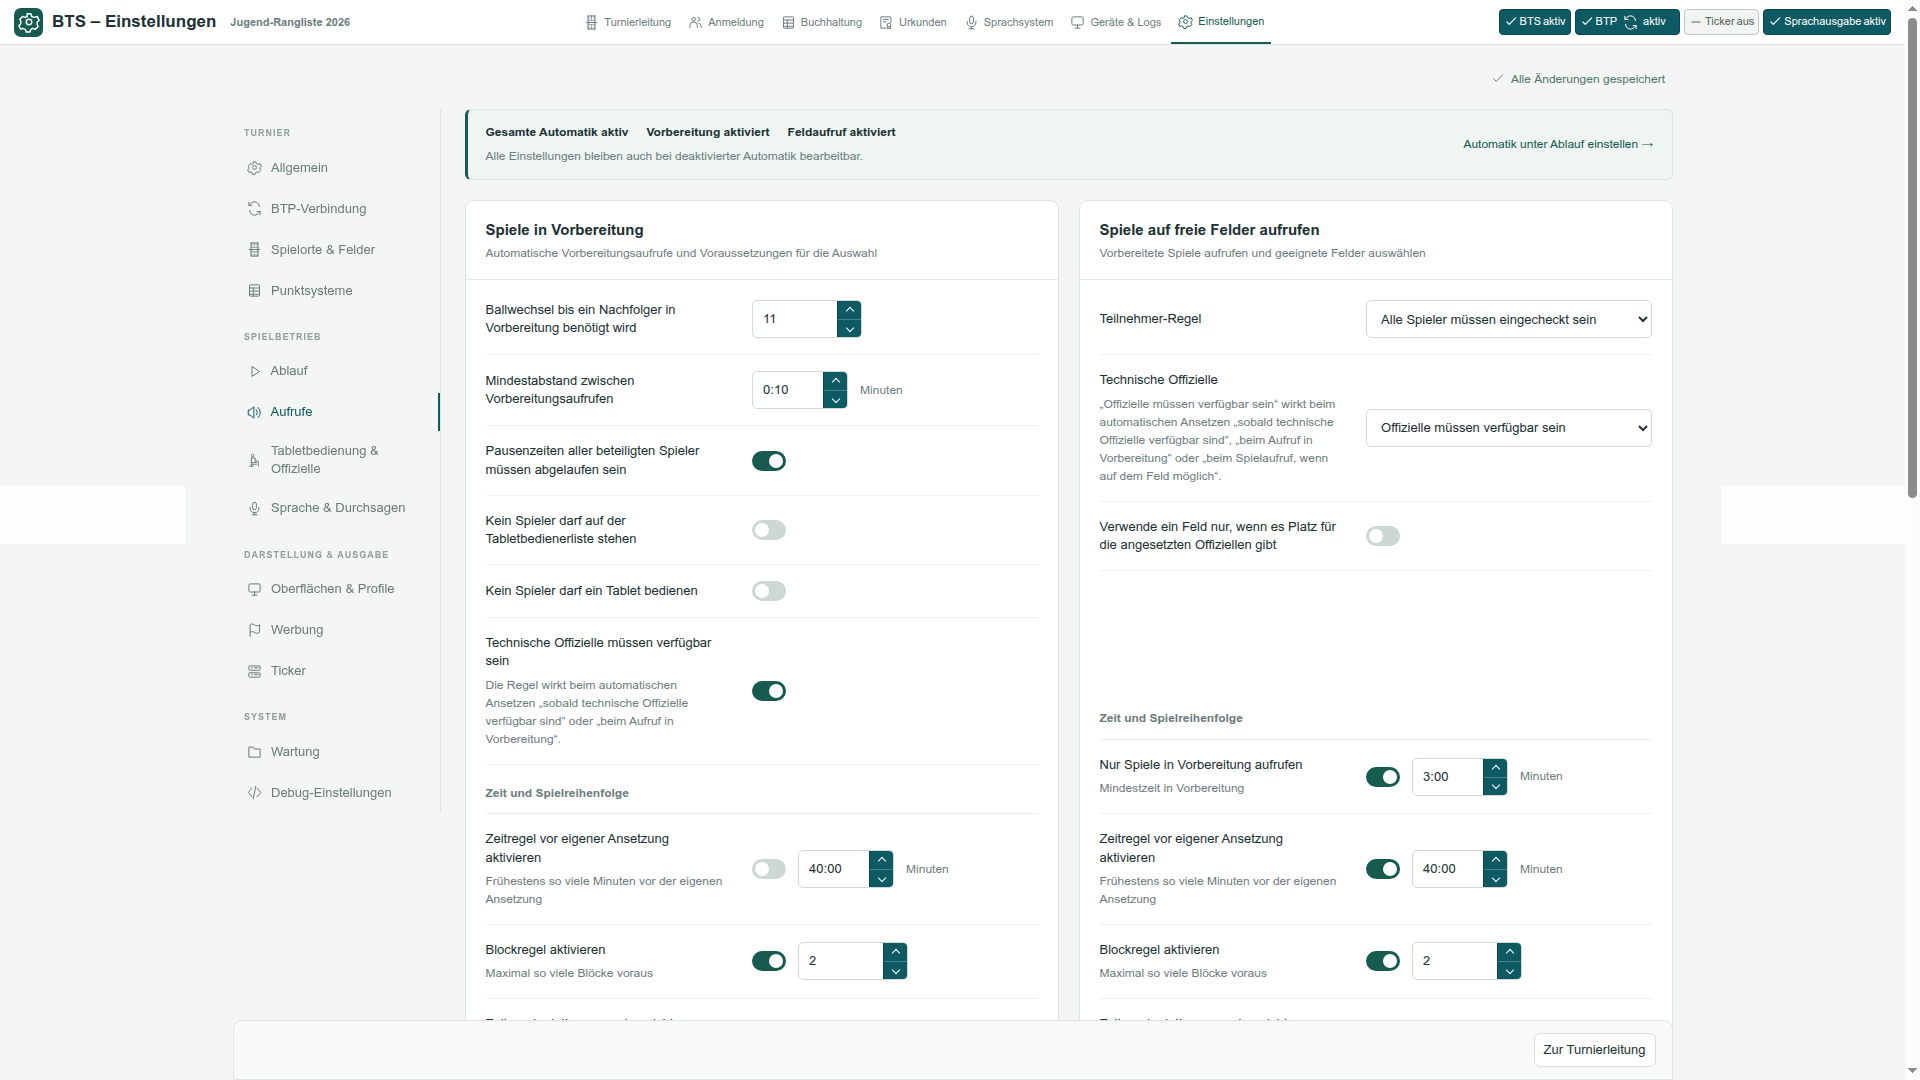 BTS – Einstellungen
Jugend-Rangliste 2026
Turnierleitung
Anmeldung
Buchhaltung
Urkunden
Sprachsystem
Geräte & Logs
Einstellungen
BTS aktiv
BTP aktiv
Ticker aus
Sprachausgabe aktiv
Alle Änderungen gespeichert
TURNIER
Allgemein
BTP-Verbindung
Spielorte & Felder
Punktsysteme
SPIELBETRIEB
Ablauf
Aufrufe
Tabletbedienung &
Offizielle
Sprache & Durchsagen
DARSTELLUNG & AUSGABE
Oberflächen & Profile
Werbung
Ticker
SYSTEM
Wartung
Debug-Einstellungen
Gesamte Automatik aktiv Vorbereitung aktiviert Feldaufruf aktiviert
Alle Einstellungen bleiben auch bei deaktivierter Automatik bearbeitbar.
Automatik unter Ablauf einstellen →
Spiele in Vorbereitung
Automatische Vorbereitungsaufrufe und Voraussetzungen für die Auswahl
Ballwechsel bis ein Nachfolger in
Vorbereitung benötigt wird
11
Mindestabstand zwischen
Vorbereitungsaufrufen
0:10 Minuten
Pausenzeiten aller beteiligten Spieler
müssen abgelaufen sein
Kein Spieler darf auf der
Tabletbedienerliste stehen
Kein Spieler darf ein Tablet bedienen
Technische Offizielle müssen verfügbar
sein
Die Regel wirkt beim automatischen
Ansetzen „sobald technische Offizielle
verfügbar sind“ oder „beim Aufruf in
Vorbereitung“.
Zeit und Spielreihenfolge
Zeitregel vor eigener Ansetzung
aktivieren
Frühestens so viele Minuten vor der eigenen
Ansetzung
40:00 Minuten
Blockregel aktivieren
Maximal so viele Blöcke voraus
2
Spiele auf freie Felder aufrufen
Vorbereitete Spiele aufrufen und geeignete Felder auswählen
Teilnehmer-Regel
Alle Spieler müssen eingecheckt sein
Technische Offizielle
„Offizielle müssen verfügbar sein“ wirkt beim
automatischen Ansetzen „sobald technische
Offizielle verfügbar sind“, „beim Aufruf in
Vorbereitung“ oder „beim Spielaufruf, wenn
auf dem Feld möglich“.
Offizielle müssen verfügbar sein
Verwende ein Feld nur, wenn es Platz für
die angesetzten Offiziellen gibt
Zeit und Spielreihenfolge
Nur Spiele in Vorbereitung aufrufen
Mindestzeit in Vorbereitung
3:00 Minuten
Zeitregel vor eigener Ansetzung
aktivieren
Frühestens so viele Minuten vor der eigenen
Ansetzung
40:00 Minuten
Blockregel aktivieren
Maximal so viele Blöcke voraus
2
Zur Turnierleitung